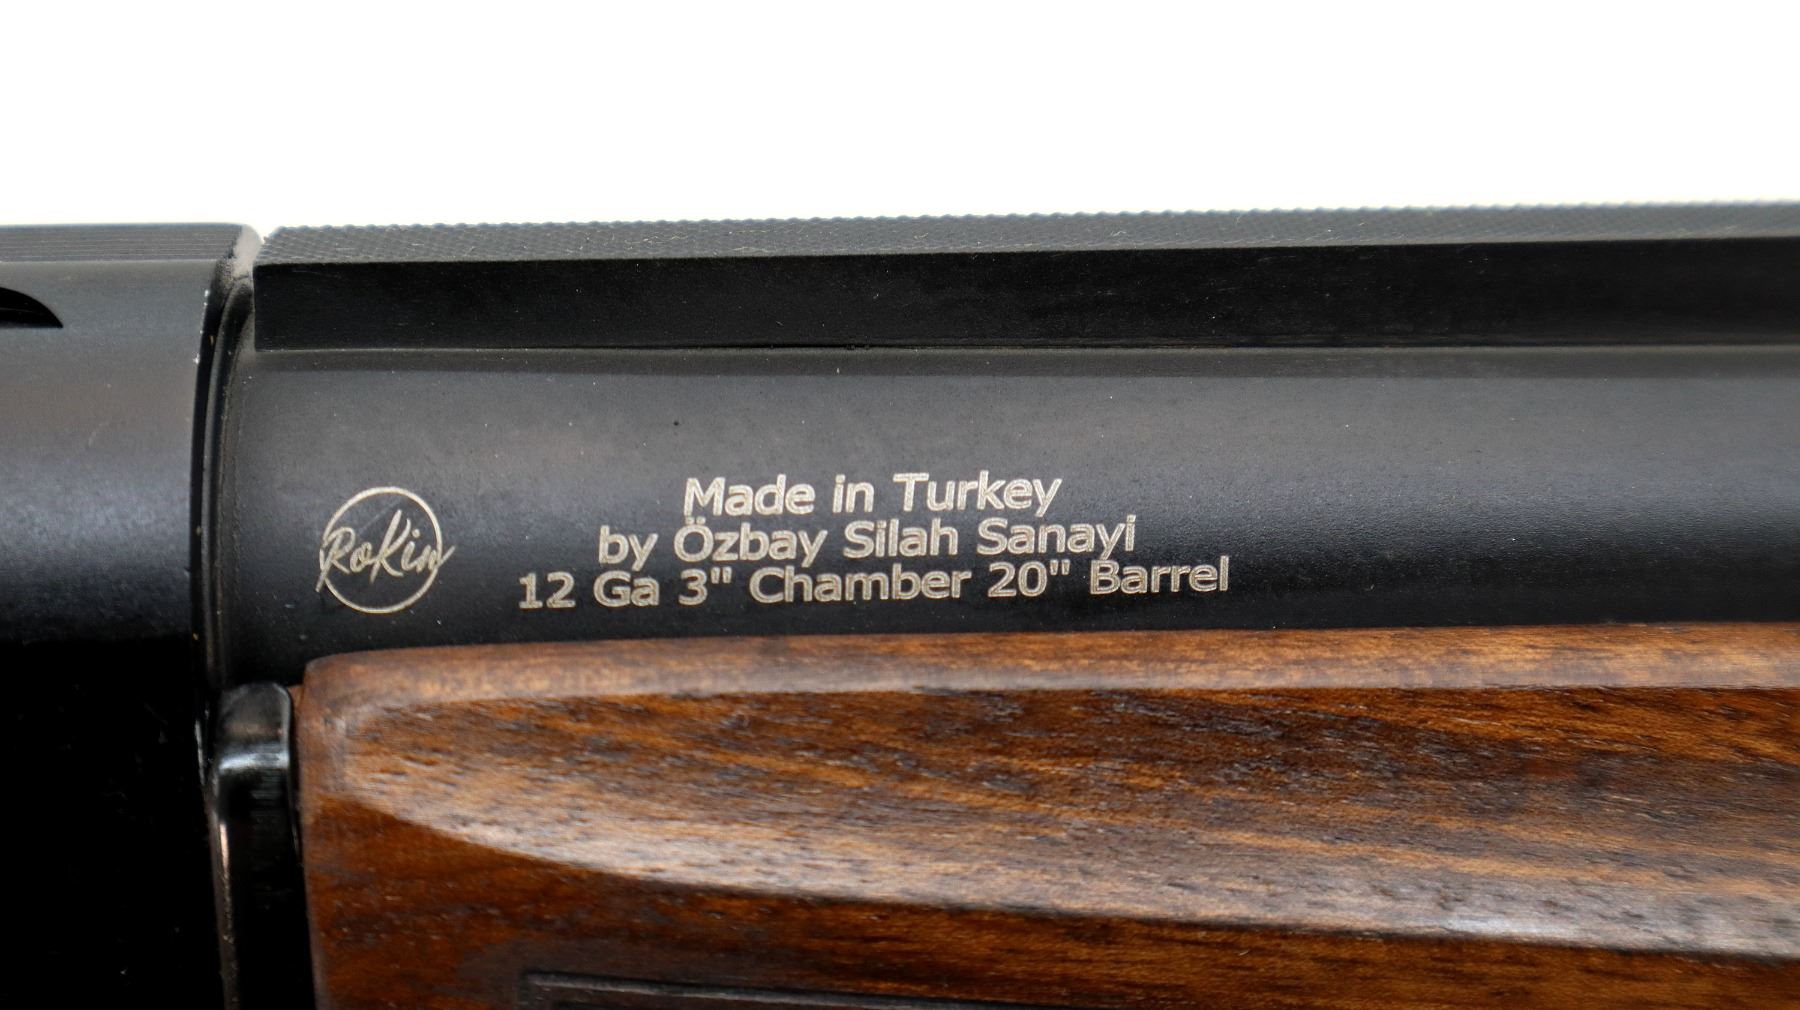 RoKin
Made in Turkey
by Özbay Silah Sanayi
12 Ga 3" Chamber 20" Barrel